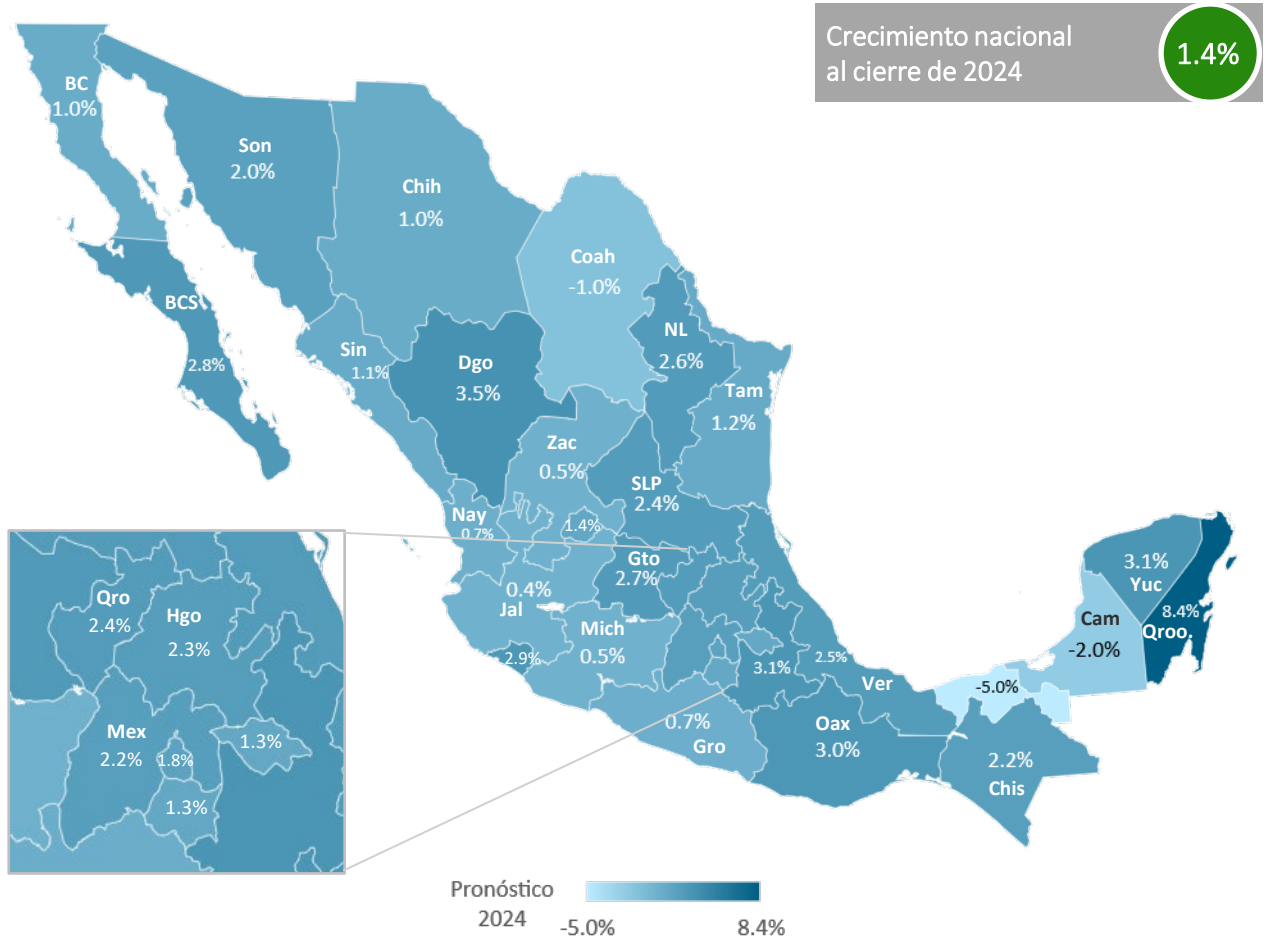 Crecimiento nacional
al cierre de 2024
1.4%
BC
1.0%
Son
2.0%
Chih
1.0%
Coah
-1.0%
BCS
2.8%
NL
2.6%
Sin
1.1%
Dgo
3.5%
Tam
1.2%
Zac
0.5%
SLP
2.4%
Nay
0.7%
1.4%
Gto
2.7%
0.4%
Jal
Mich
0.5%
2.9%
3.1%
2.5%
Ver
0.7%
Gro
Oax
3.0%
3.1%
Yuc
8.4%
Qroo.
Cam
-2.0%
-5.0%
2.2%
Chis
Qro
2.4%
Hgo
2.3%
Mex
2.2%
1.8%
1.3%
1.3%
Pronóstico
2024
-5.0%
8.4%